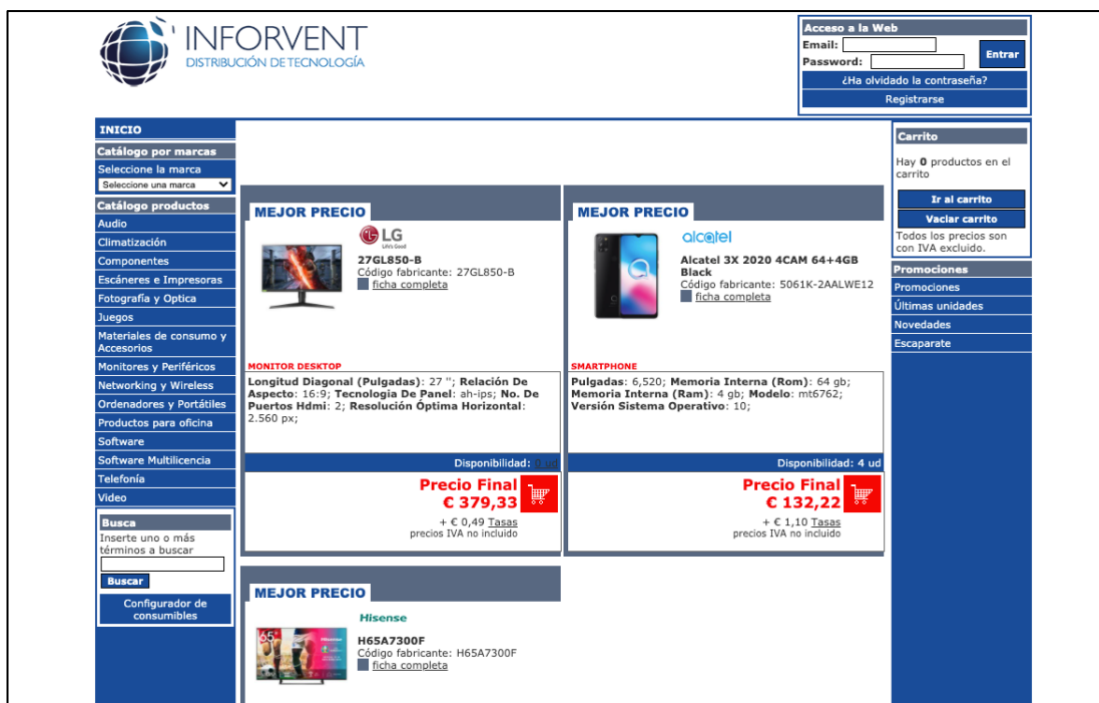 INFORVENT
DISTRIBUCIÓN DE TECNOLOGÍA
Acceso a la Web
Email:
Password:
Entrar
¿Ha olvidado la contraseña?
Registrarse
INICIO
Catálogo por marcas
Seleccione la marca
Seleccione una marca
Catálogo productos
Audio
Climatización
Componentes
Escáneres e Impresoras
Fotografía y Optica
Juegos
Materiales de consumo y
Accesorios
Monitores y Periféricos
Networking y Wireless
Ordenadores y Portátiles
Productos para oficina
Software
Software Multilicencia
Telefonía
Video
Busca
Inserte uno o más
términos a buscar
Buscar
Configurador de
consumibles
MEJOR PRECIO
LG
Life's Good
27GL850-B
Código fabricante: 27GL850-B
ficha completa
MONITOR DESKTOP
Longitud Diagonal (Pulgadas): 27 "; Relación De
Aspecto: 16:9; Tecnologia De Panel: ah-ips; No. De
Puertos Hdmi: 2; Resolución Óptima Horizontal:
2.560 px;
Disponibilidad: 0 ud
Precio Final
€ 379,33
+ € 0,49 Tasas
precios IVA no incluido
MEJOR PRECIO
alcatel
Alcatel 3X 2020 4CAM 64+4GB
Black
Código fabricante: 5061K-2AALWE12
ficha completa
SMARTPHONE
Pulgadas: 6,520; Memoria Interna (Rom): 64 gb;
Memoria Interna (Ram): 4 gb; Modelo: mt6762;
Versión Sistema Operativo: 10;
Disponibilidad: 4 ud
Precio Final
€ 132,22
+ € 1,10 Tasas
precios IVA no incluido
MEJOR PRECIO
Hisense
65"
H65A7300F
Código fabricante: H65A7300F
ficha completa
Carrito
Hay 0 productos en el
carrito
Ir al carrito
Vaciar carrito
Todos los precios son
con IVA excluido.
Promociones
Promociones
Últimas unidades
Novedades
Escaparate